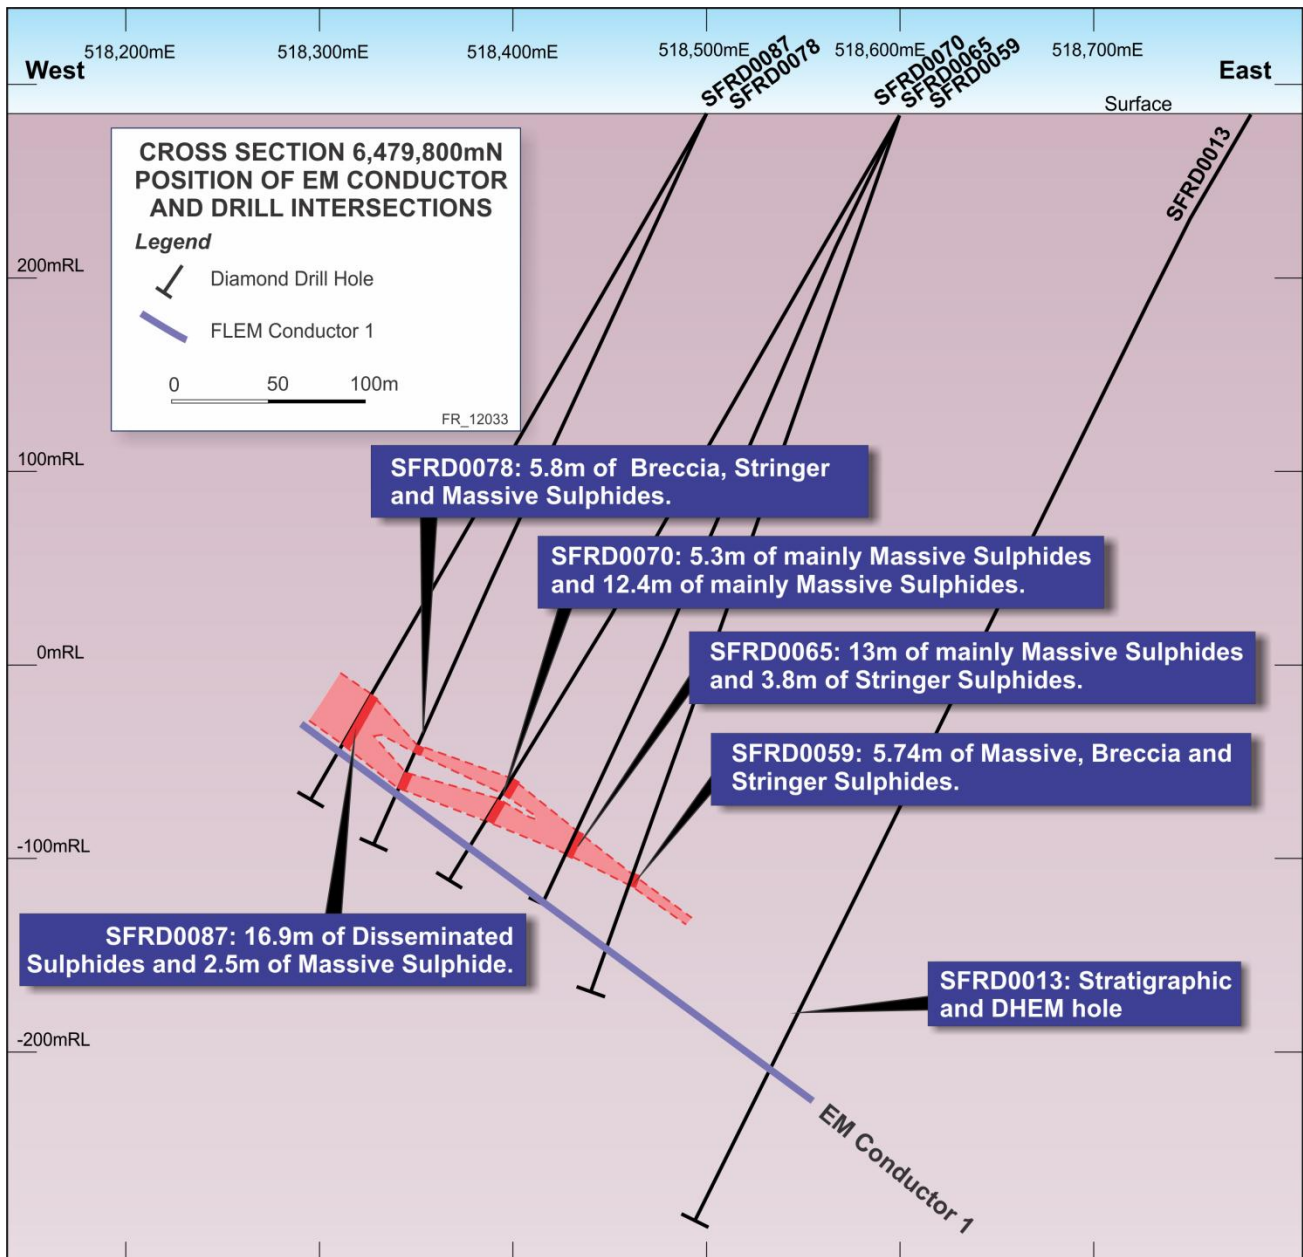 518,200mE
518,300mE
518,400mE
518,500mE
518,600mE
518,700mE
West
East
SFRD0087
SFRD0078
SFRD0070
SFRD0065
SFRD0059
Surface
SFRD0013
CROSS SECTION 6,479,800mN
POSITION OF EM CONDUCTOR
AND DRILL INTERSECTIONS
Legend
Diamond Drill Hole
FLEM Conductor 1
0 50 100m
FR_12033
200mRL
100mRL
0mRL
-100mRL
-200mRL
SFRD0078: 5.8m of Breccia, Stringer
and Massive Sulphides.
SFRD0070: 5.3m of mainly Massive Sulphides
and 12.4m of mainly Massive Sulphides.
SFRD0065: 13m of mainly Massive Sulphides
and 3.8m of Stringer Sulphides.
SFRD0059: 5.74m of Massive, Breccia and
Stringer Sulphides.
SFRD0087: 16.9m of Disseminated
Sulphides and 2.5m of Massive Sulphide.
SFRD0013: Stratigraphic
and DHEM hole
EM Conductor 1